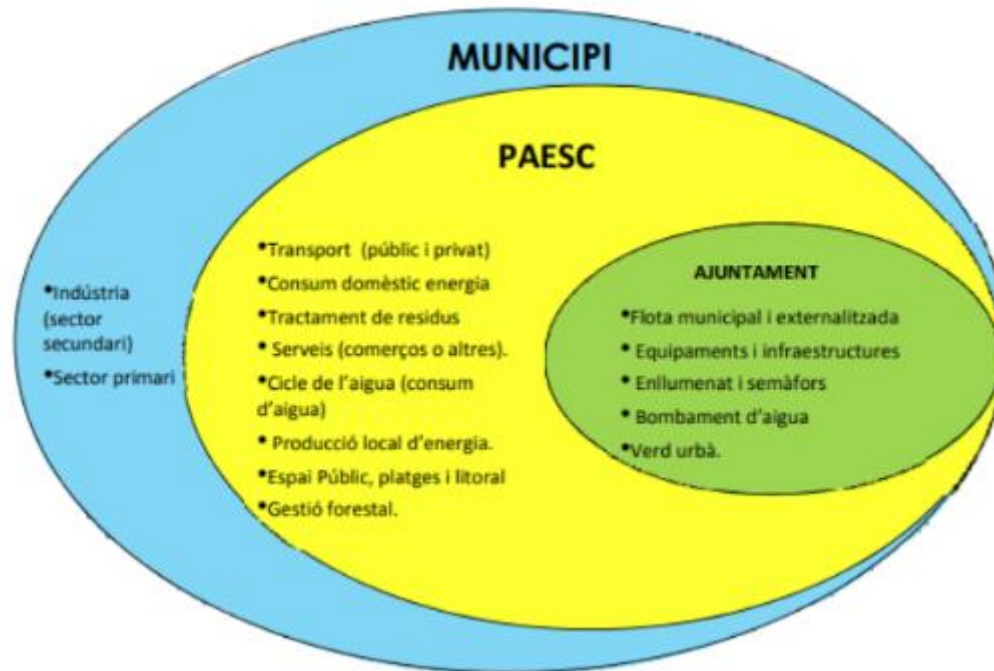 MUNICIPI
PAESC
•Indústria
(sector
secundari)
•Sector primari
•Transport (públic i privat)
•Consum domèstic energia
•Tractament de residus
• Serveis (comerços o altres).
•Cicle de l'aigua (consum
d'aigua)
• Producció local d'energia.
•Espai Públic, platges i litoral
•Gestió forestal.
AJUNTAMENT
•Flota municipal i externalitzada
• Equipaments i infraestructures
• Enllumenat i semàfors
• Bombament d'aigua
•Verd urbà.